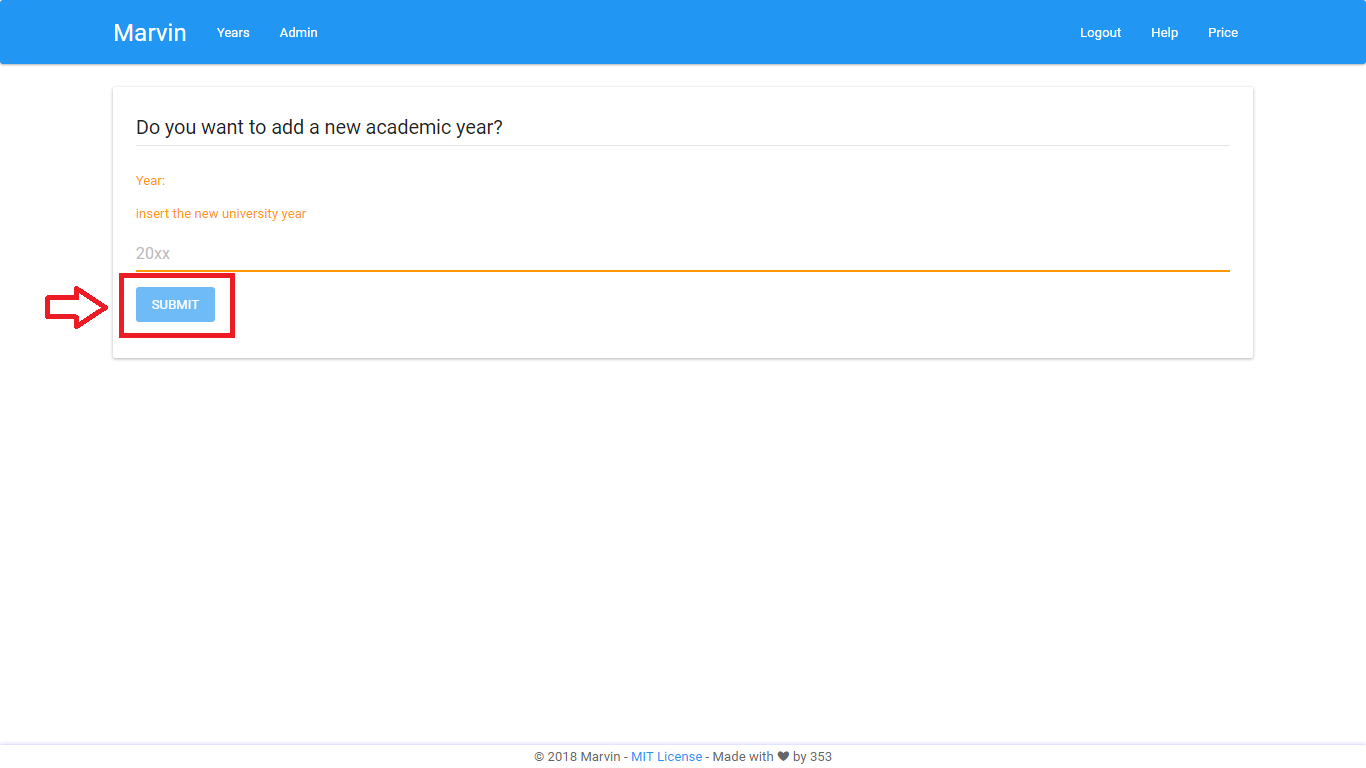 Marvin Years Admin Logout Help Price
Do you want to add a new academic year?
Year:
insert the new university year
20xx
SUBMIT
© 2018 Marvin - MIT License - Made with ♥ by 353